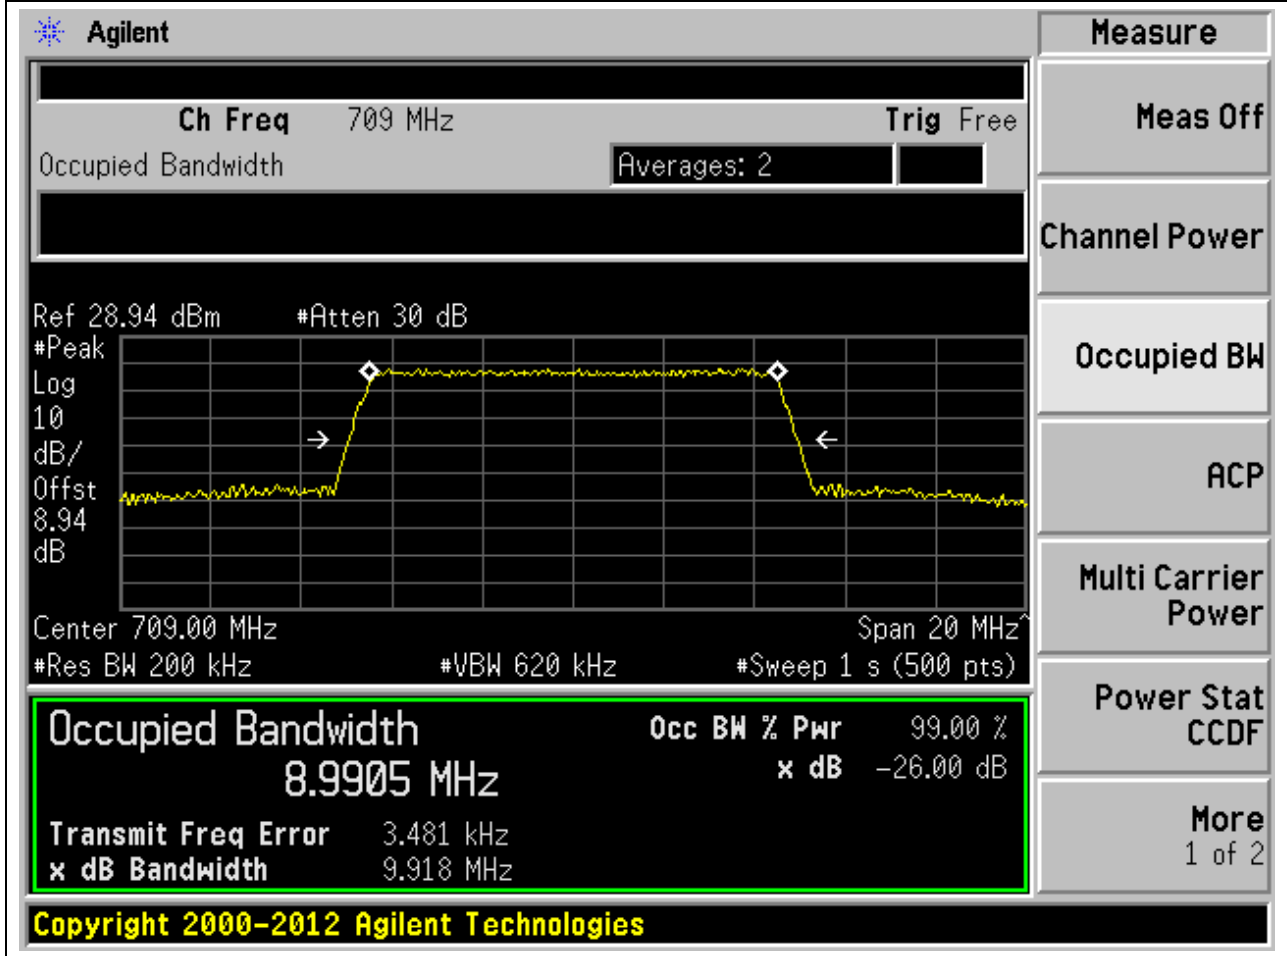 Agilent
Measure
Ch Freq 709 MHz Trig Free
Occupied Bandwidth Averages: 2
Ref 28.94 dBm #Atten 30 dB
#Peak
Log
10
dB/
Offst
8.94
dB
Center 709.00 MHz Span 20 MHz^
#Res BW 200 kHz #VBW 620 kHz #Sweep 1 s (500 pts)
Occupied Bandwidth Occ BW % Pwr 99.00 %
8.9905 MHz x dB -26.00 dB
Transmit Freq Error 3.481 kHz
x dB Bandwidth 9.918 MHz
Meas Off
Channel Power
Occupied BW
ACP
Multi Carrier
Power
Power Stat
CCDF
More
1 of 2
Copyright 2000-2012 Agilent Technologies